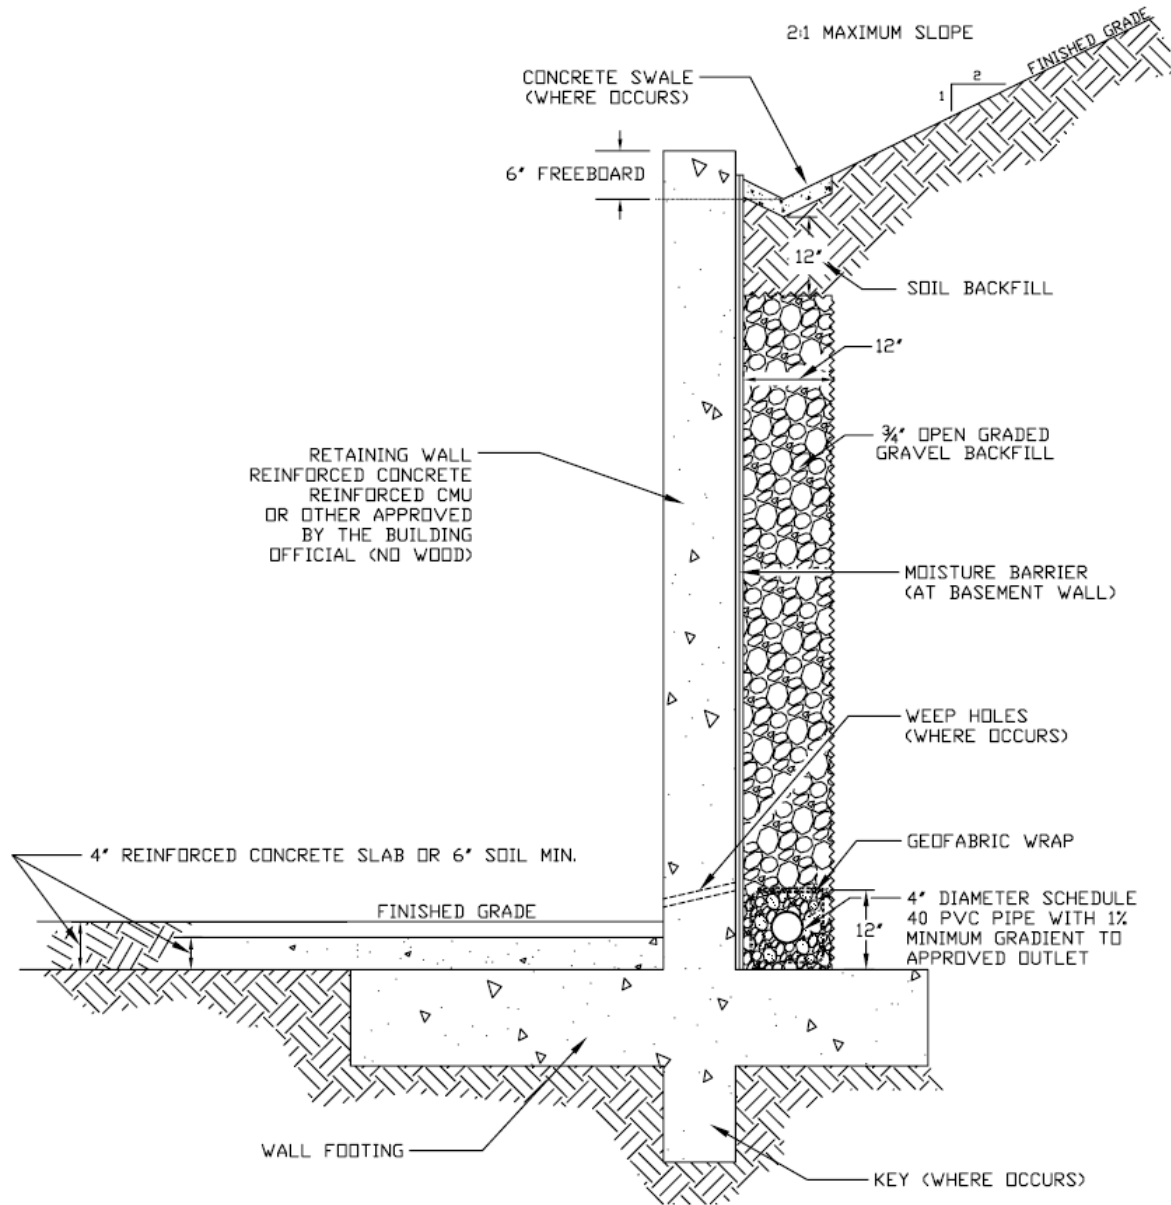 2:1 MAXIMUM SLOPE
FINISHED GRADE
2
1
CONCRETE SWALE
(WHERE OCCURS)
6" FREEBOARD
12"
SOIL BACKFILL
12"
¾" OPEN GRADED
GRAVEL BACKFILL
RETAINING WALL
REINFORCED CONCRETE
REINFORCED CMU
OR OTHER APPROVED
BY THE BUILDING
OFFICIAL (NO WOOD)
MOISTURE BARRIER
(AT BASEMENT WALL)
WEEP HOLES
(WHERE OCCURS)
GEOFABRIC WRAP
4" REINFORCED CONCRETE SLAB OR 6" SOIL MIN.
FINISHED GRADE
12"
4" DIAMETER SCHEDULE
40 PVC PIPE WITH 1%
MINIMUM GRADIENT TO
APPROVED OUTLET
WALL FOOTING
KEY (WHERE OCCURS)